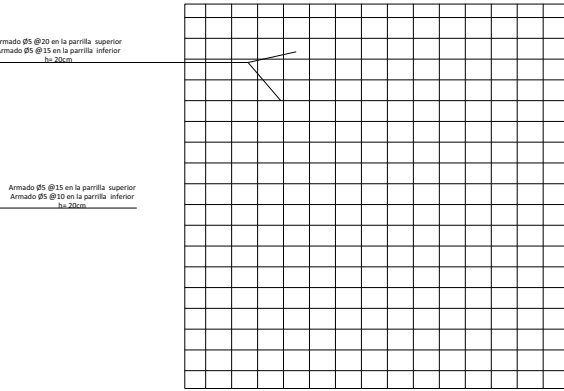 rmado Ø5 @20 en la parrilla superior
rmado Ø5 @15 en la parrilla inferior
h= 20cm
Armado Ø5 @15 en la parrilla superior
Armado Ø5 @10 en la parrilla inferior
h= 20cm